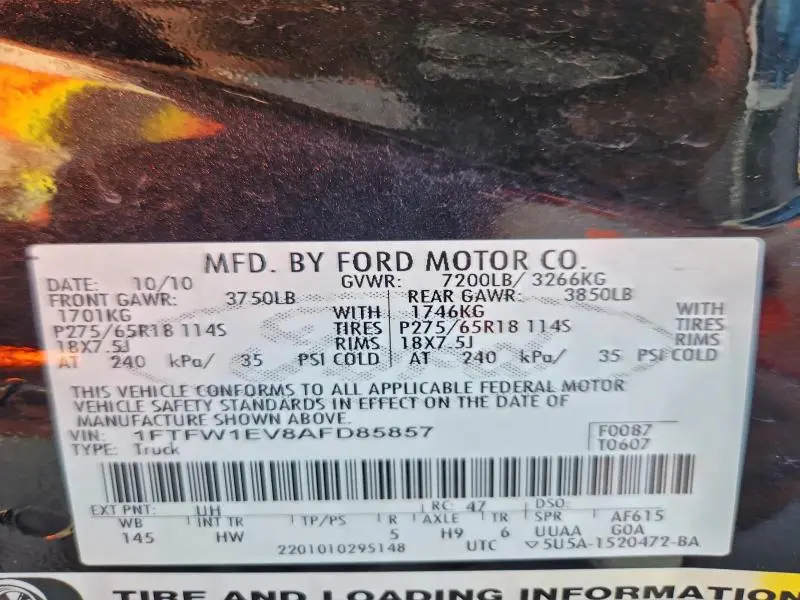 MFD. BY FORD MOTOR CO.
DATE: 10/10 GVWR: 7200LB/ 3266KG
FRONT GAWR: 3750LB REAR GAWR: 3850LB
1701KG WITH 1746KG WITH
P275/65R18 114S TIRES P275/65R18 114S TIRES
18X7.5J RIMS 18X7.5J RIMS
AT 240 kPa/ 35 PSI COLD AT 240 kPa/ 35 PSI COLD
THIS VEHICLE CONFORMS TO ALL APPLICABLE FEDERAL MOTOR
VEHICLE SAFETY STANDARDS IN EFFECT ON THE DATE OF
MANUFACTURE SHOWN ABOVE.
VIN: 1FTFW1EV8AFD85857 F0087
TYPE: Truck T0607
EXT PNT: UH RC: 47 DSO:
WB INT TR TP/PS R AXLE TR SPR AF615
145 HW 5 H9 6 UUAA GOA
2201010295148 UTC ▽5U5A-1520472-BA
TIRE AND LOADING INFORMATION